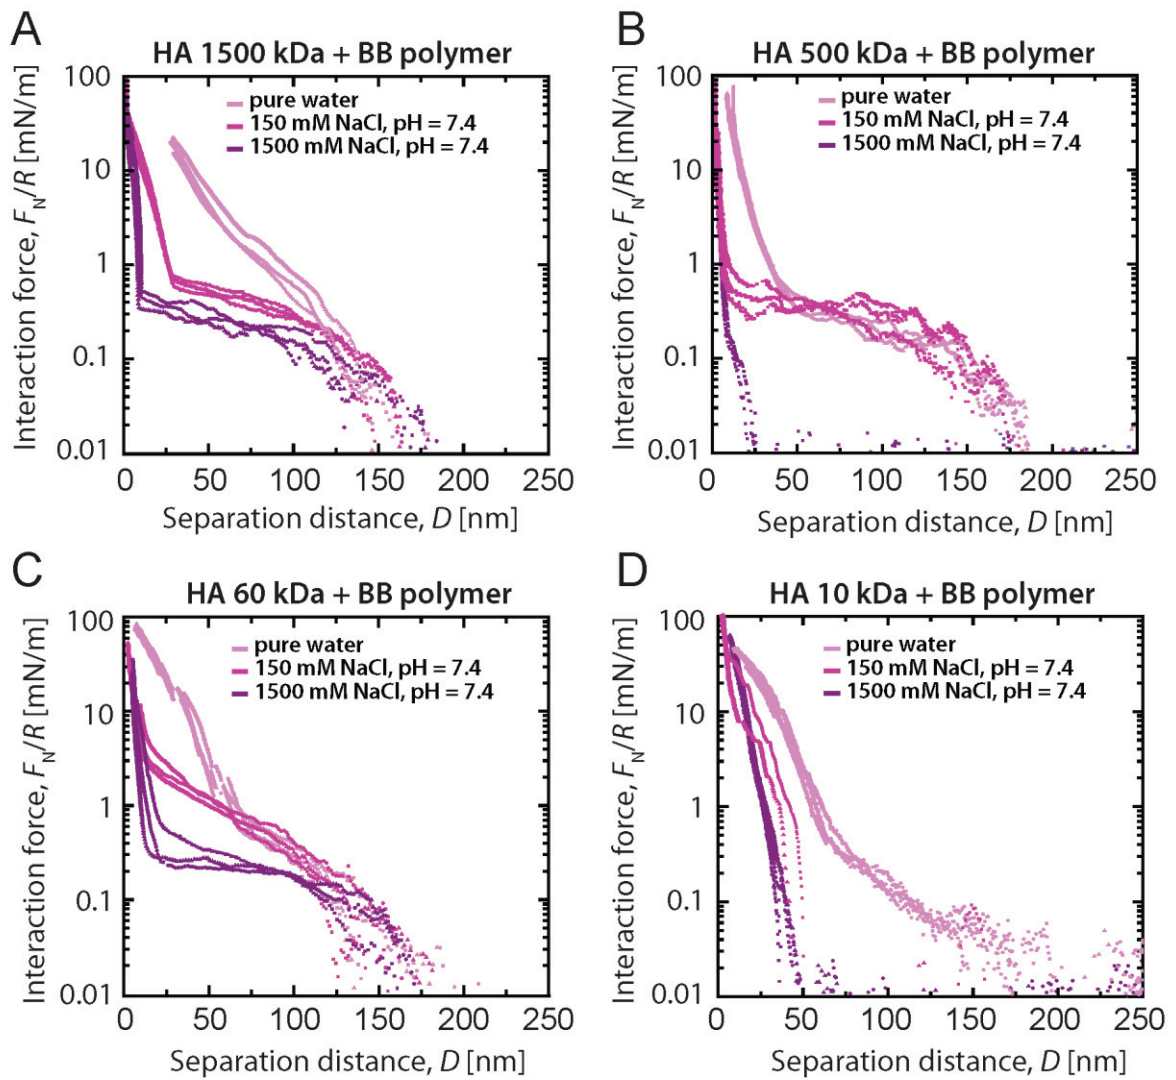 A
HA 1500 kDa + BB polymer
Interaction force, F_N/R [mN/m]
100
10
1
0.1
0.01
pure water
150 mM NaCl, pH = 7.4
1500 mM NaCl, pH = 7.4
0 50 100 150 200 250
Separation distance, D [nm]
B
HA 500 kDa + BB polymer
Interaction force, F_N/R [mN/m]
100
10
1
0.1
0.01
pure water
150 mM NaCl, pH = 7.4
1500 mM NaCl, pH = 7.4
0 50 100 150 200 250
Separation distance, D [nm]
C
HA 60 kDa + BB polymer
Interaction force, F_N/R [mN/m]
100
10
1
0.1
0.01
pure water
150 mM NaCl, pH = 7.4
1500 mM NaCl, pH = 7.4
0 50 100 150 200 250
Separation distance, D [nm]
D
HA 10 kDa + BB polymer
Interaction force, F_N/R [mN/m]
100
10
1
0.1
0.01
pure water
150 mM NaCl, pH = 7.4
1500 mM NaCl, pH = 7.4
0 50 100 150 200 250
Separation distance, D [nm]